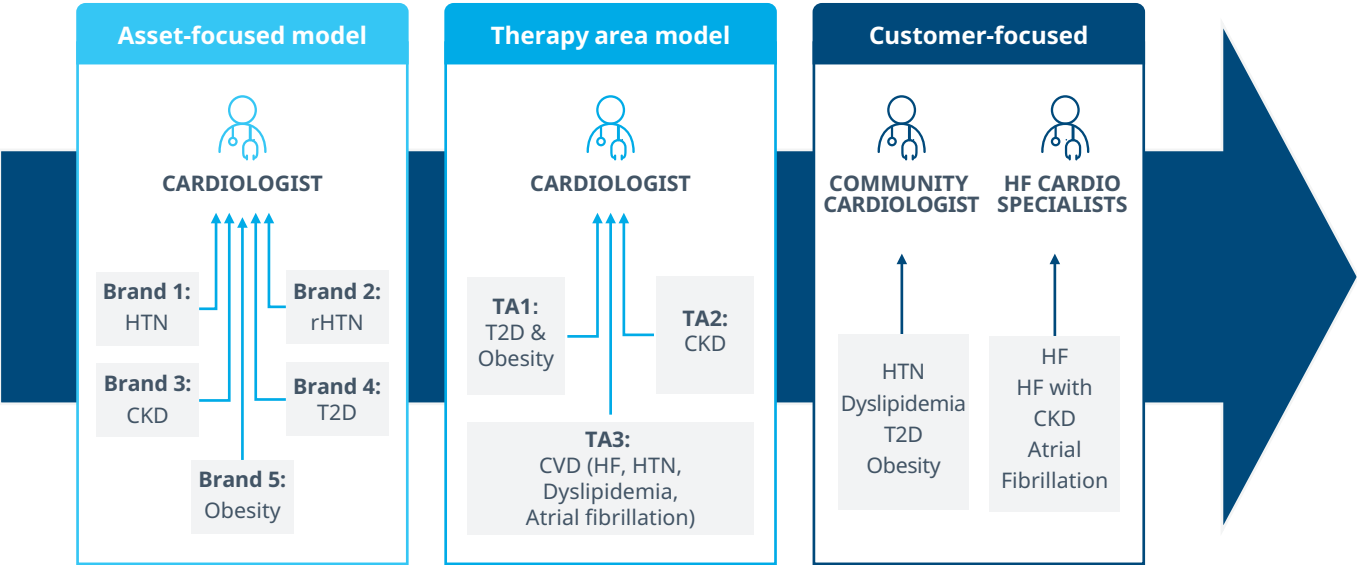 Asset-focused model
CARDIOLOGIST
Brand 1:
HTN
Brand 2:
rHTN
Brand 3:
CKD
Brand 4:
T2D
Brand 5:
Obesity
Therapy area model
CARDIOLOGIST
TA1:
T2D &
Obesity
TA2:
CKD
TA3:
CVD (HF, HTN,
Dyslipidemia,
Atrial fibrillation)
Customer-focused
COMMUNITY
CARDIOLOGIST
HF CARDIO
SPECIALISTS
HTN
Dyslipidemia
T2D
Obesity
HF
HF with
CKD
Atrial
Fibrillation